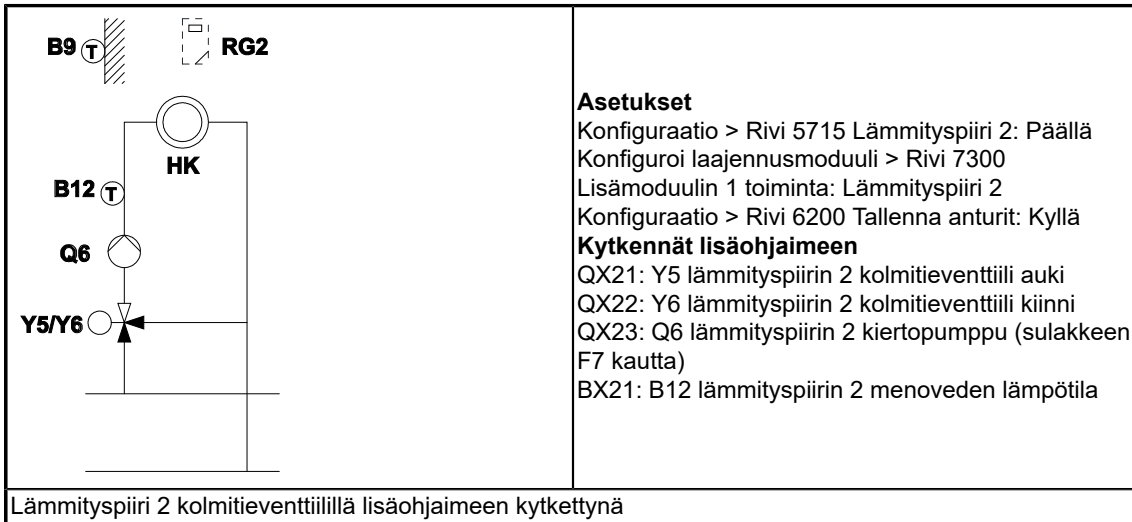 B9 T
RG2
HK
B12 T
Q6
Y5/Y6
Asetukset
Konfiguraatio > Rivi 5715 Lämmityspiiri 2: Päällä
Konfiguroi laajennusmoduuli > Rivi 7300
Lisämoduulin 1 toiminta: Lämmityspiiri 2
Konfiguraatio > Rivi 6200 Tallenna anturit: Kyllä
Kytkennät lisäohjaimeen
QX21: Y5 lämmityspiirin 2 kolmitieventtiili auki
QX22: Y6 lämmityspiirin 2 kolmitieventtiili kiinni
QX23: Q6 lämmityspiirin 2 kiertopumppu (sulakkeen
F7 kautta)
BX21: B12 lämmityspiirin 2 menoveden lämpötila
Lämmityspiiri 2 kolmitieventtiilillä lisäohjaimeen kytkettynä